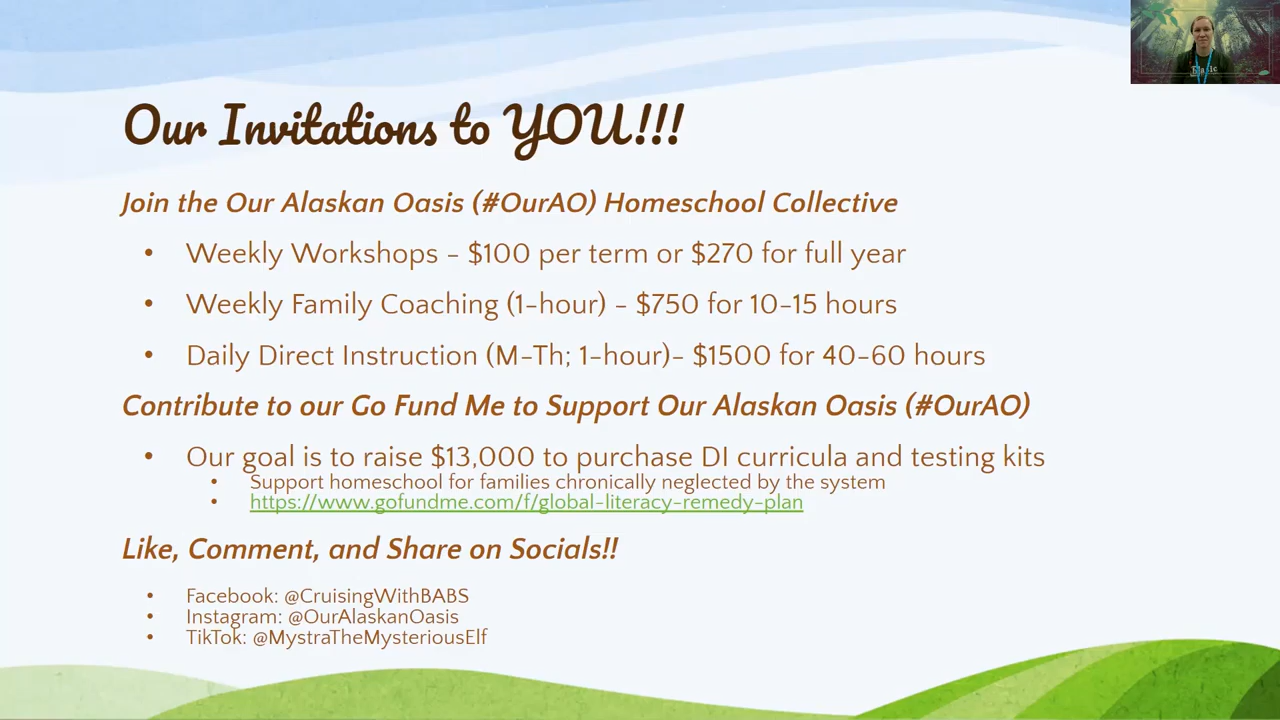 Our Invitations to YOU!!!
Join the Our Alaskan Oasis (#OurAO) Homeschool Collective
• Weekly Workshops – $100 per term or $270 for full year
• Weekly Family Coaching (1-hour) – $750 for 10-15 hours
• Daily Direct Instruction (M-Th; 1-hour)– $1500 for 40-60 hours
Contribute to our Go Fund Me to Support Our Alaskan Oasis (#OurAO)
• Our goal is to raise $13,000 to purchase DI curricula and testing kits
• Support homeschool for families chronically neglected by the system
• https://www.gofundme.com/f/global-literacy-remedy-plan
Like, Comment, and Share on Socials!!
• Facebook: @CruisingWithBABS
• Instagram: @OurAlaskanOasis
• TikTok: @MystraTheMysteriousElf